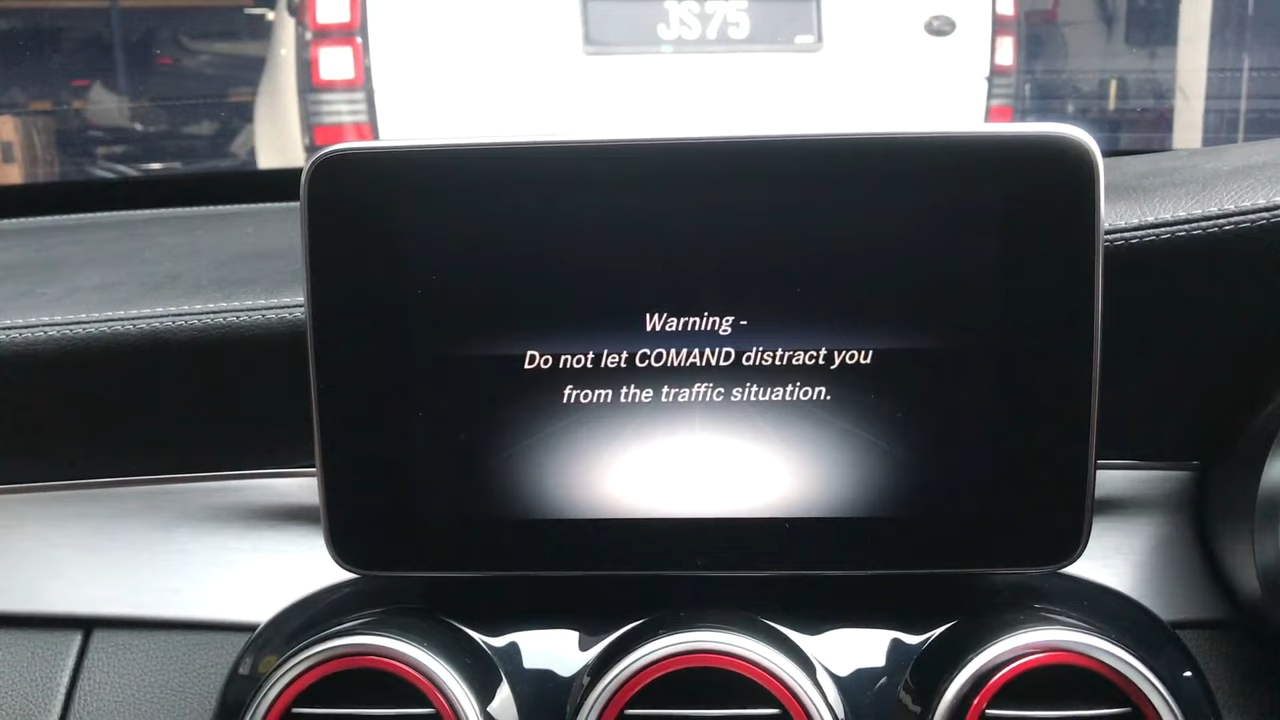 JS75
Warning -
Do not let COMAND distract you
from the traffic situation.